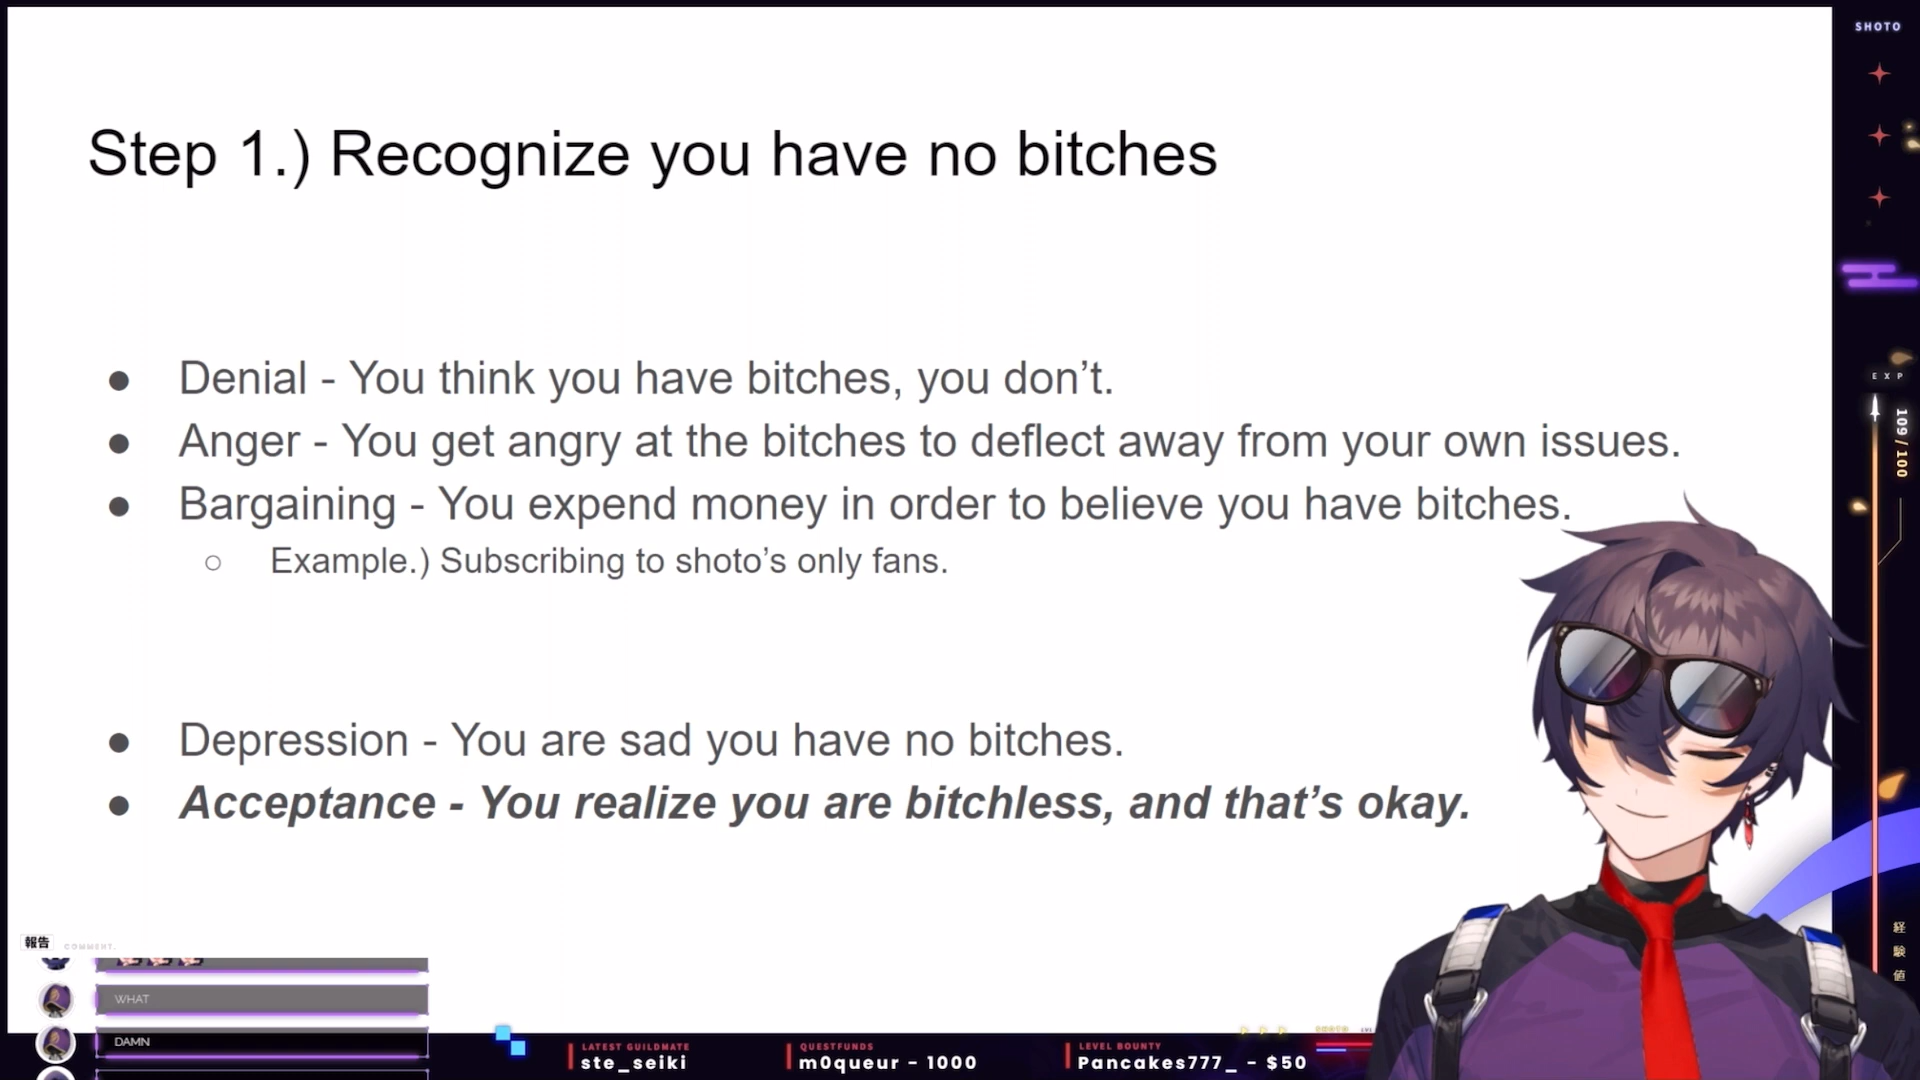 SHOTO
Step 1.) Recognize you have no bitches
● Denial - You think you have bitches, you don’t.
● Anger - You get angry at the bitches to deflect away from your own issues.
● Bargaining - You expend money in order to believe you have bitches.
○ Example.) Subscribing to shoto’s only fans.
● Depression - You are sad you have no bitches.
● Acceptance - You realize you are bitchless, and that’s okay.
EXP
109/100
経験値
報告 COMMENT.
WHAT
DAMN
LATEST GUILDMATE
ste_seiki
QUESTFUNDS
m0queur - 1000
LEVEL BOUNTY
Pancakes777_ - $50
SHOTO